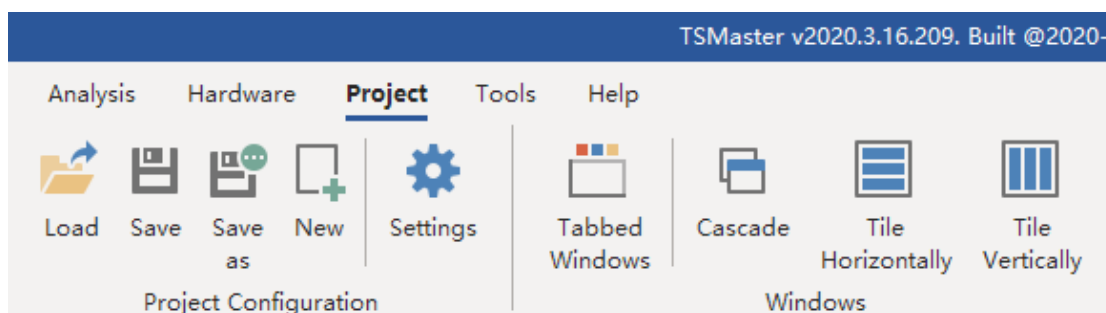 TSMaster v2020.3.16.209. Built @2020-
Analysis Hardware Project Tools Help
Load Save Save as New Settings Tabbed Windows Cascade Tile Horizontally Tile Vertically
Project Configuration Windows